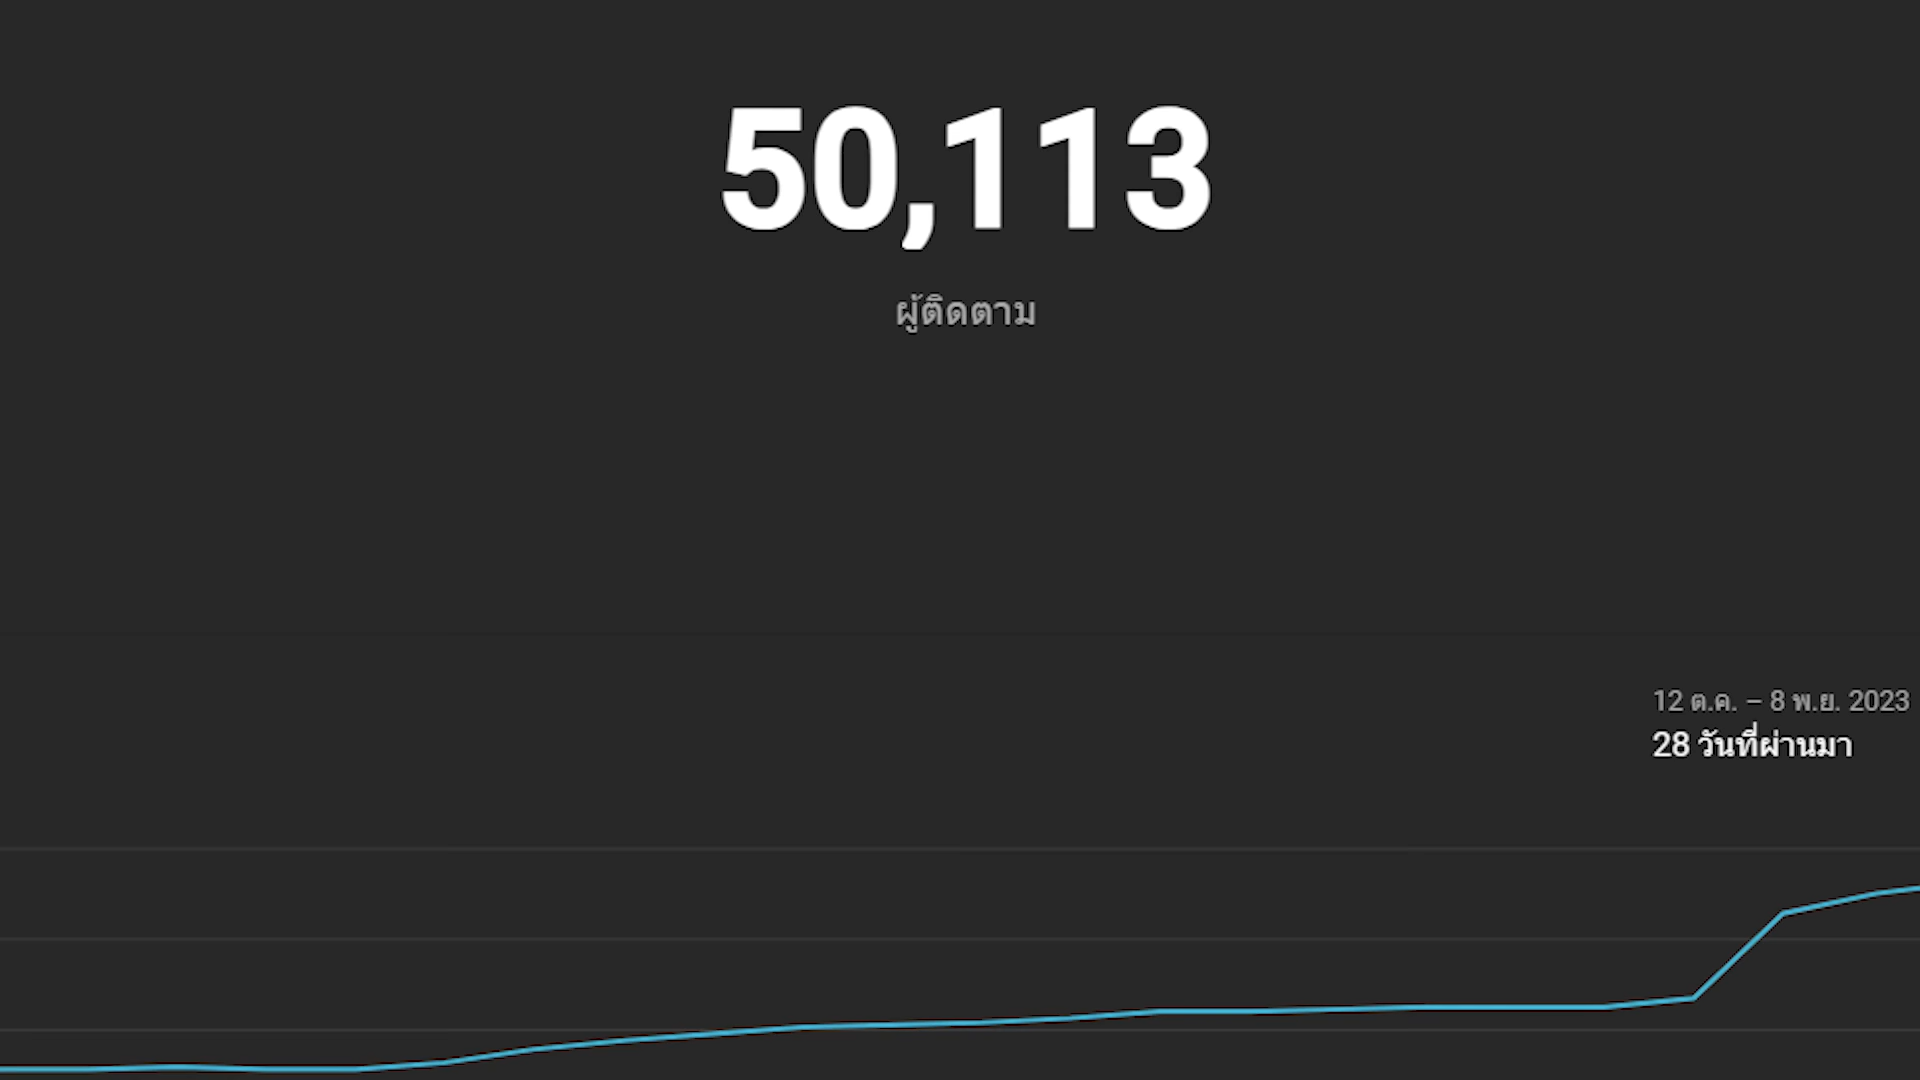 50,113
ผู้ติดตาม
12 ต.ค. – 8 พ.ย. 2023
28 วันที่ผ่านมา